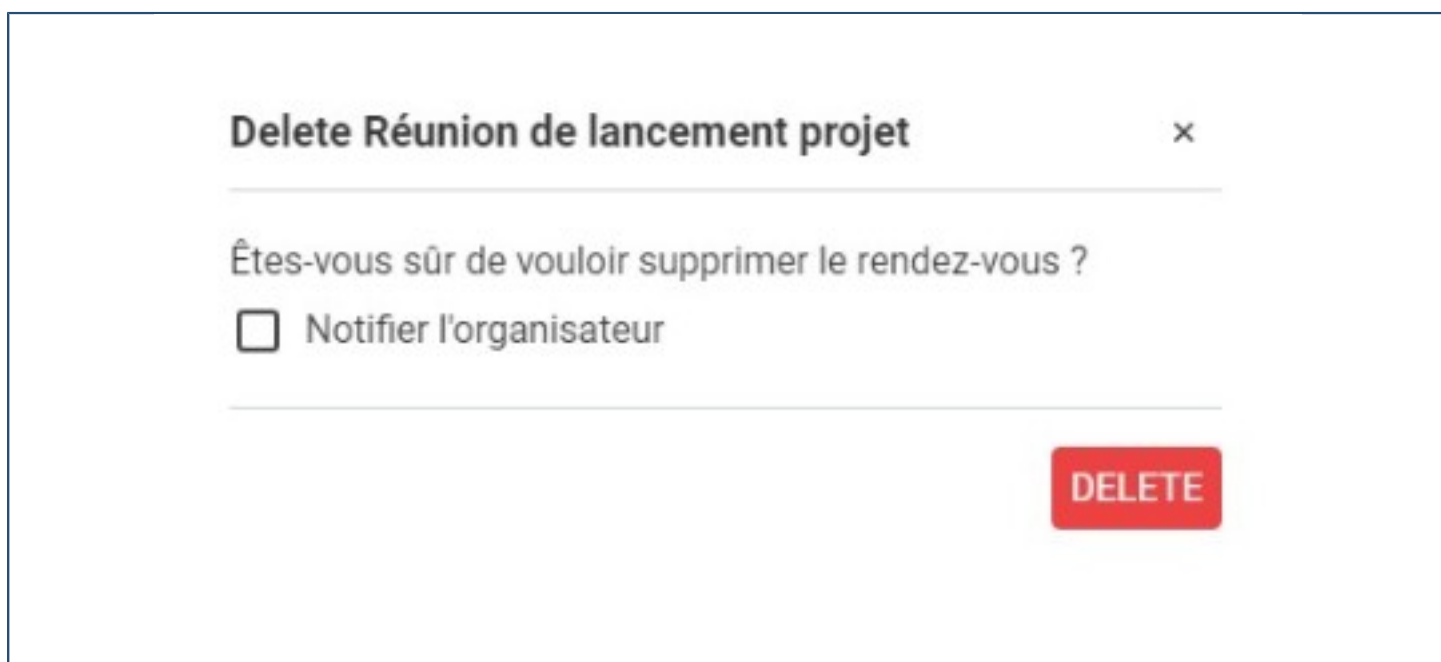 Delete Réunion de lancement projet ×
Êtes-vous sûr de vouloir supprimer le rendez-vous ?
Notifier l'organisateur
DELETE